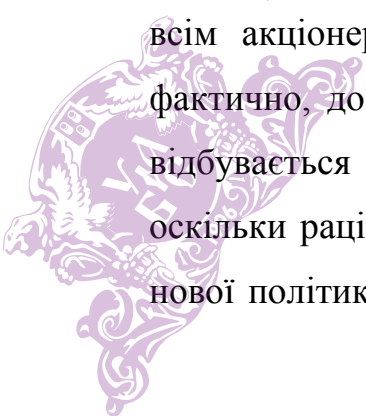 всім акціонер
фактично, до
відбувається
оскільки раці
нової політик